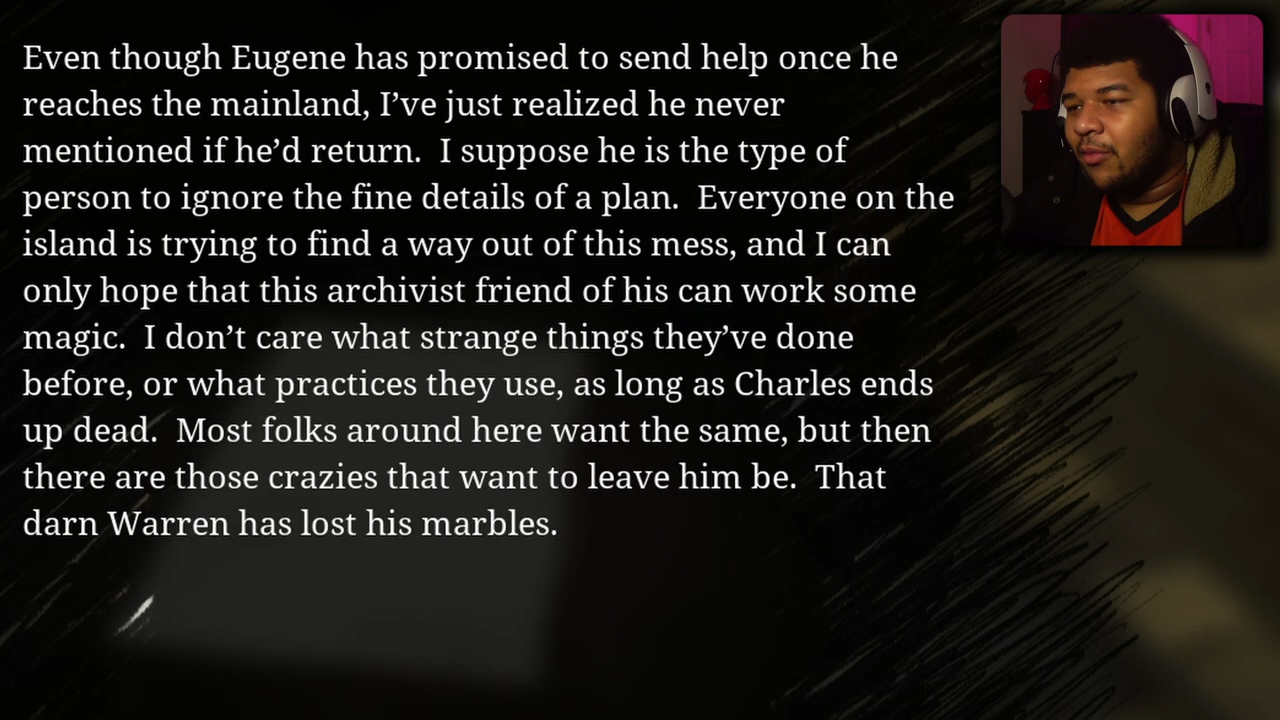 Even though Eugene has promised to send help once he
reaches the mainland, I’ve just realized he never
mentioned if he’d return.  I suppose he is the type of
person to ignore the fine details of a plan.  Everyone on the
island is trying to find a way out of this mess, and I can
only hope that this archivist friend of his can work some
magic.  I don’t care what strange things they’ve done
before, or what practices they use, as long as Charles ends
up dead.  Most folks around here want the same, but then
there are those crazies that want to leave him be.  That
darn Warren has lost his marbles.